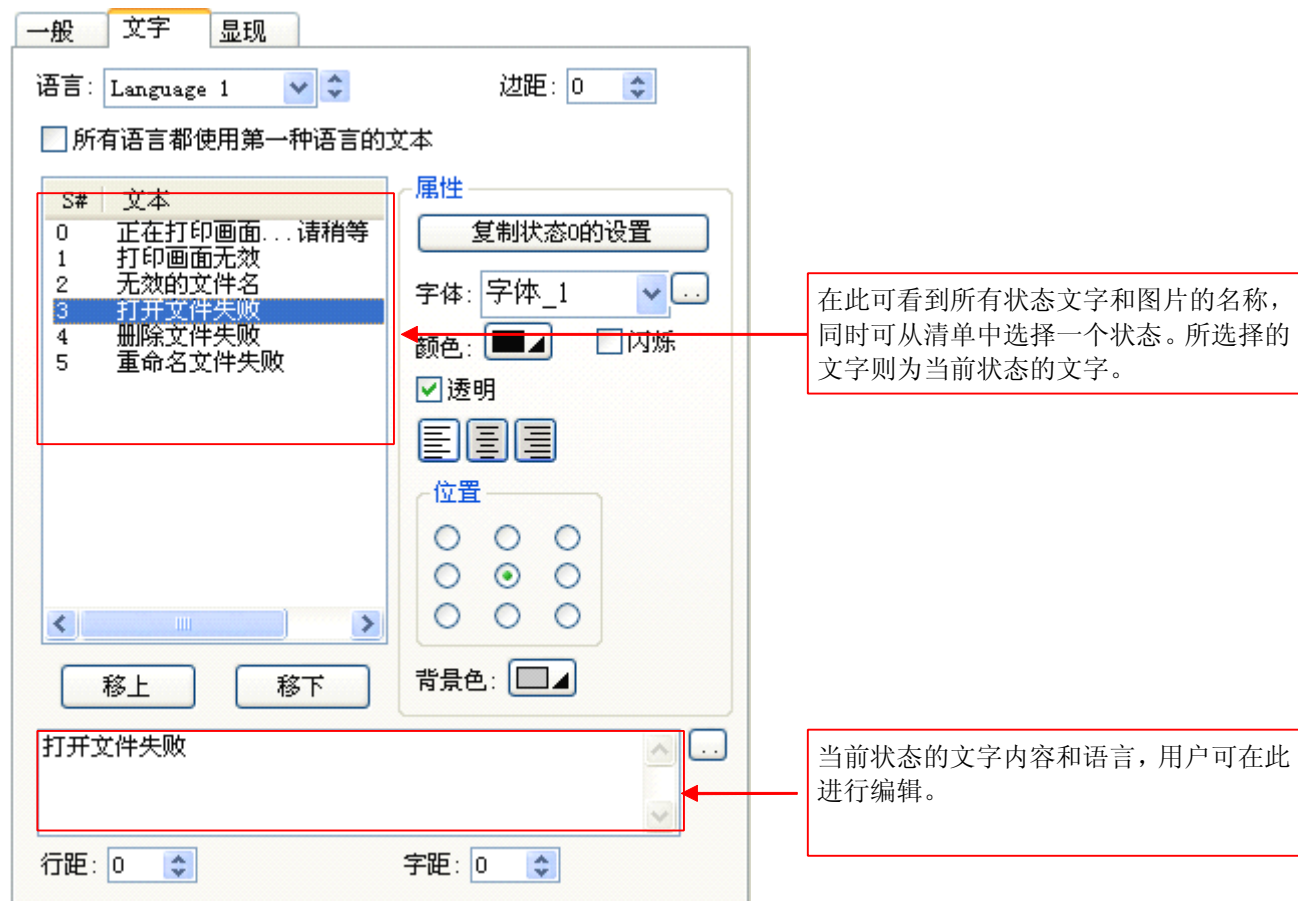 一般 文字 显现
语言: Language 1 边距: 0
所有语言都使用第一种语言的文本
S# 文本
0 正在打印画面...请稍等
1 打印画面无效
2 无效的文件名
3 打开文件失败
4 删除文件失败
5 重命名文件失败
移上 移下
属性
复制状态0的设置
字体: 字体_1 ..
颜色: 闪烁
透明
位置
背景色:
打开文件失败
..
行距: 0 字距: 0
在此可看到所有状态文字和图片的名称，
同时可从清单中选择一个状态。所选择的
文字则为当前状态的文字。
当前状态的文字内容和语言，用户可在此
进行编辑。